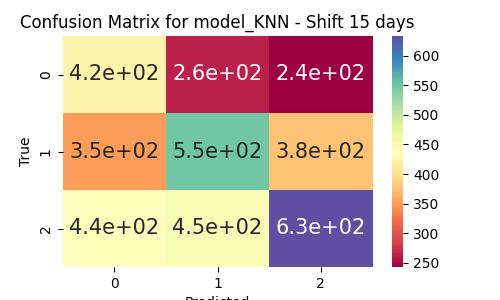 Confusion Matrix for model_KNN - Shift 15 days
True
0 4.2e+02 2.6e+02 2.4e+02
1 3.5e+02 5.5e+02 3.8e+02
2 4.4e+02 4.5e+02 6.3e+02
0 1 2
Predicted
600
550
500
450
400
350
300
250